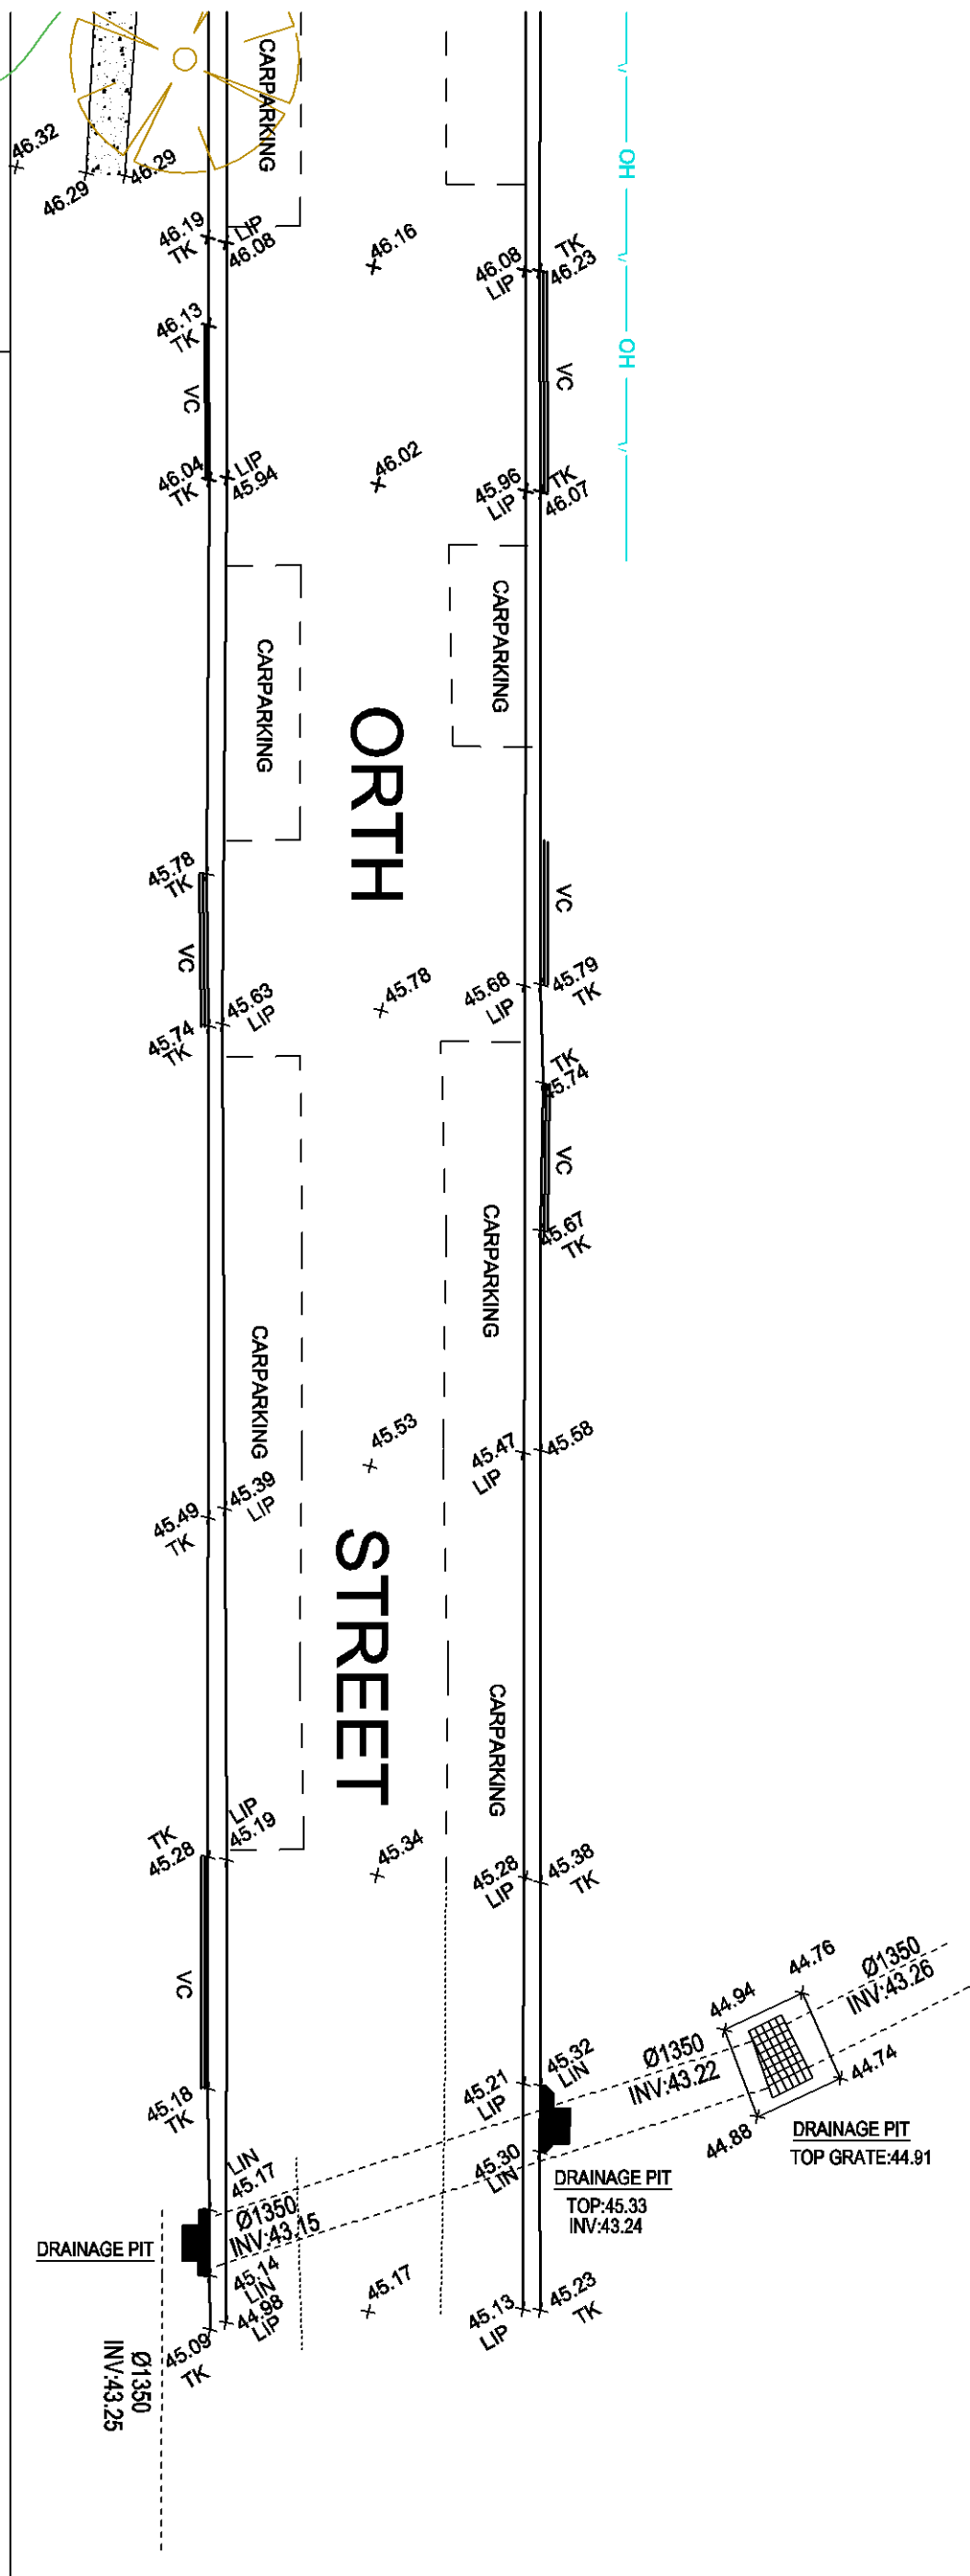 CARPARKING
OH
46.32
46.29
46.29
46.19
TK
LIP
46.08
46.16
46.08
LIP
TK
46.23
46.13
TK
OH
VC
VC
46.04
TK
LIP
45.94
46.02
45.96
LIP
TK
46.07
CARPARKING
CARPARKING
ORTH
45.78
TK
VC
VC
45.74
TK
45.63
LIP
45.78
45.68
LIP
45.79
TK
TK
45.74
VC
45.67
TK
CARPARKING
CARPARKING
45.53
45.47
LIP
45.58
45.49
TK
45.39
LIP
STREET
CARPARKING
TK
45.28
LIP
45.19
45.34
45.28
LIP
45.38
TK
VC
44.94
44.76
Ø1350
INV:43.26
45.18
TK
45.21
LIP
45.32
LIN
Ø1350
INV:43.22
44.74
44.88
DRAINAGE PIT
TOP GRATE:44.91
45.30
LIN
DRAINAGE PIT
TOP:45.33
INV:43.24
LIN
45.17
Ø1350
INV:43.15
DRAINAGE PIT
45.14
LIN
44.98
LIP
45.17
45.13
LIP
45.23
TK
45.09
TK
Ø1350
INV:43.25